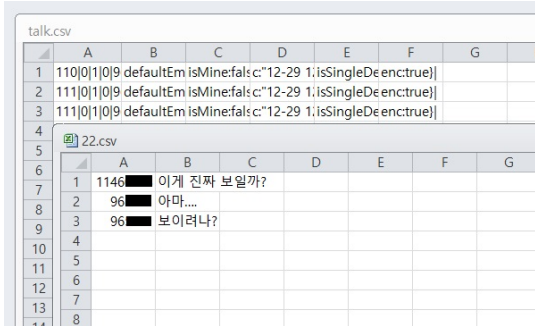 talk.csv
A B C D E F G
1 110|0|1|0|9 defaultEm isMine:fals c:"12-29 1: isSingleDe enc:true}|
2 111|0|1|0|9 defaultEm isMine:fals c:"12-29 1: isSingleDe enc:true}|
3 111|0|1|0|9 defaultEm isMine:fals c:"12-29 1: isSingleDe enc:true}|
4
5
6
7
8
9
10
11
12
13
22.csv
A B C D E F G
1 1146 이게 진짜 보일까?
2 96 아마....
3 96 보이려나?
4
5
6
7
8